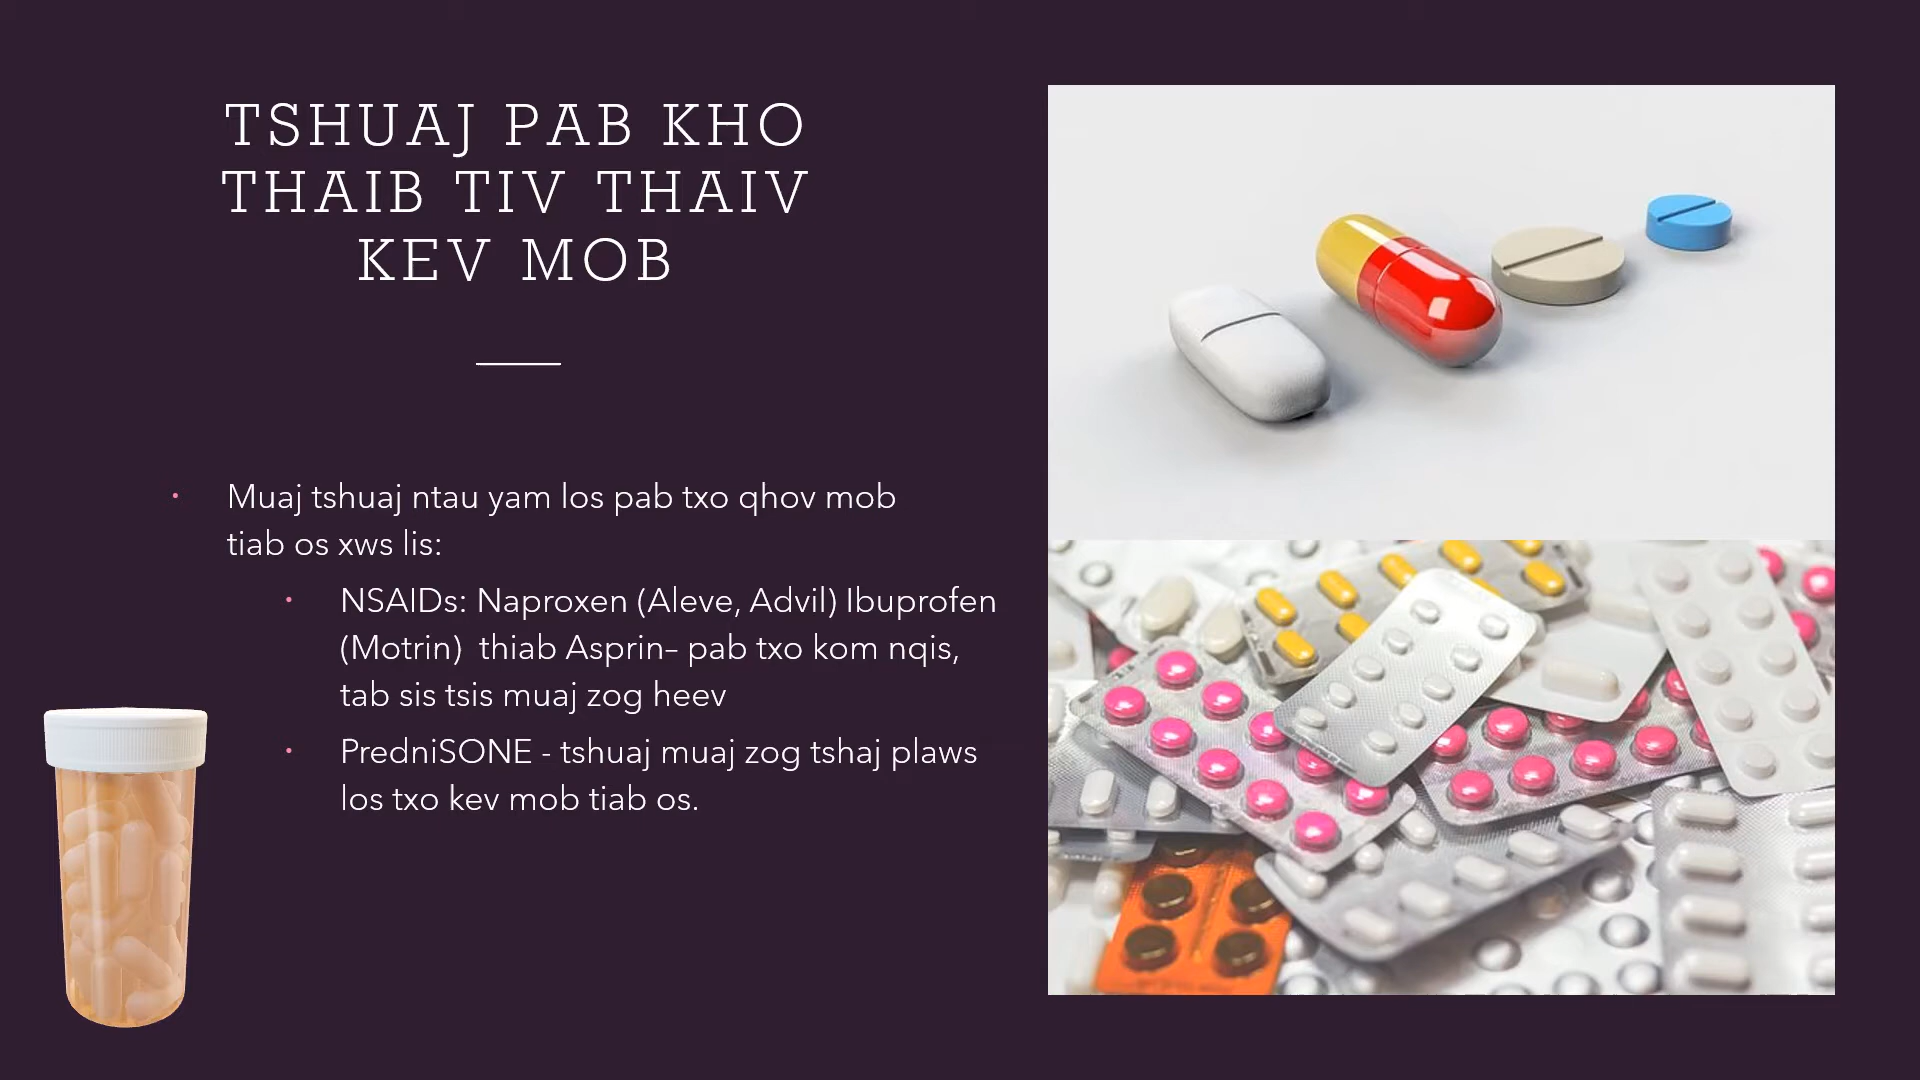 TSHUAJ PAB KHO
THAIB TIV THAIV
KEV MOB
Muaj tshuaj ntau yam los pab txo qhov mob
tiab os xws lis:
NSAIDs: Naproxen (Aleve, Advil) Ibuprofen
(Motrin) thiab Asprin– pab txo kom nqis,
tab sis tsis muaj zog heev
PredniSONE - tshuaj muaj zog tshaj plaws
los txo kev mob tiab os.